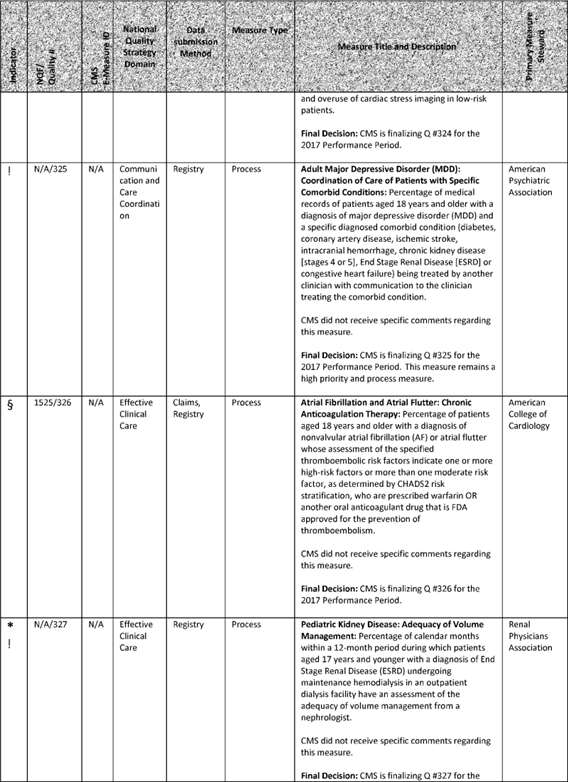 Indicator
NQF/
Quality #
CMS
E-Measure ID
National
Quality
Strategy
Domain
Data
submission
Method
Measure Type
Measure Title and Description
Primary Measure
Steward
and overuse of cardiac stress imaging in low-risk
patients.
Final Decision: CMS is finalizing Q #324 for the
2017 Performance Period.
!
N/A/325
N/A
Communi
cation and
Care
Coordinati
on
Registry
Process
Adult Major Depressive Disorder (MDD):
Coordination of Care of Patients with Specific
Comorbid Conditions: Percentage of medical
records of patients aged 18 years and older with a
diagnosis of major depressive disorder (MDD) and
a specific diagnosed comorbid condition (diabetes,
coronary artery disease, ischemic stroke,
intracranial hemorrhage, chronic kidney disease
[stages 4 or 5], End Stage Renal Disease [ESRD] or
congestive heart failure) being treated by another
clinician with communication to the clinician
treating the comorbid condition.
CMS did not receive specific comments regarding
this measure.
Final Decision: CMS is finalizing Q #325 for the
2017 Performance Period. This measure remains a
high priority and process measure.
American
Psychiatric
Association
§
1525/326
N/A
Effective
Clinical
Care
Claims,
Registry
Process
Atrial Fibrillation and Atrial Flutter: Chronic
Anticoagulation Therapy: Percentage of patients
aged 18 years and older with a diagnosis of
nonvalvular atrial fibrillation (AF) or atrial flutter
whose assessment of the specified
thromboembolic risk factors indicate one or more
high-risk factors or more than one moderate risk
factor, as determined by CHADS2 risk
stratification, who are prescribed warfarin OR
another oral anticoagulant drug that is FDA
approved for the prevention of
thromboembolism.
CMS did not receive specific comments regarding
this measure.
Final Decision: CMS is finalizing Q #326 for the
2017 Performance Period.
American
College of
Cardiology
*
!
N/A/327
N/A
Effective
Clinical
Care
Registry
Process
Pediatric Kidney Disease: Adequacy of Volume
Management: Percentage of calendar months
within a 12-month period during which patients
aged 17 years and younger with a diagnosis of End
Stage Renal Disease (ESRD) undergoing
maintenance hemodialysis in an outpatient
dialysis facility have an assessment of the
adequacy of volume management from a
nephrologist.
CMS did not receive specific comments regarding
this measure.
Final Decision: CMS is finalizing Q #327 for the
Renal
Physicians
Association